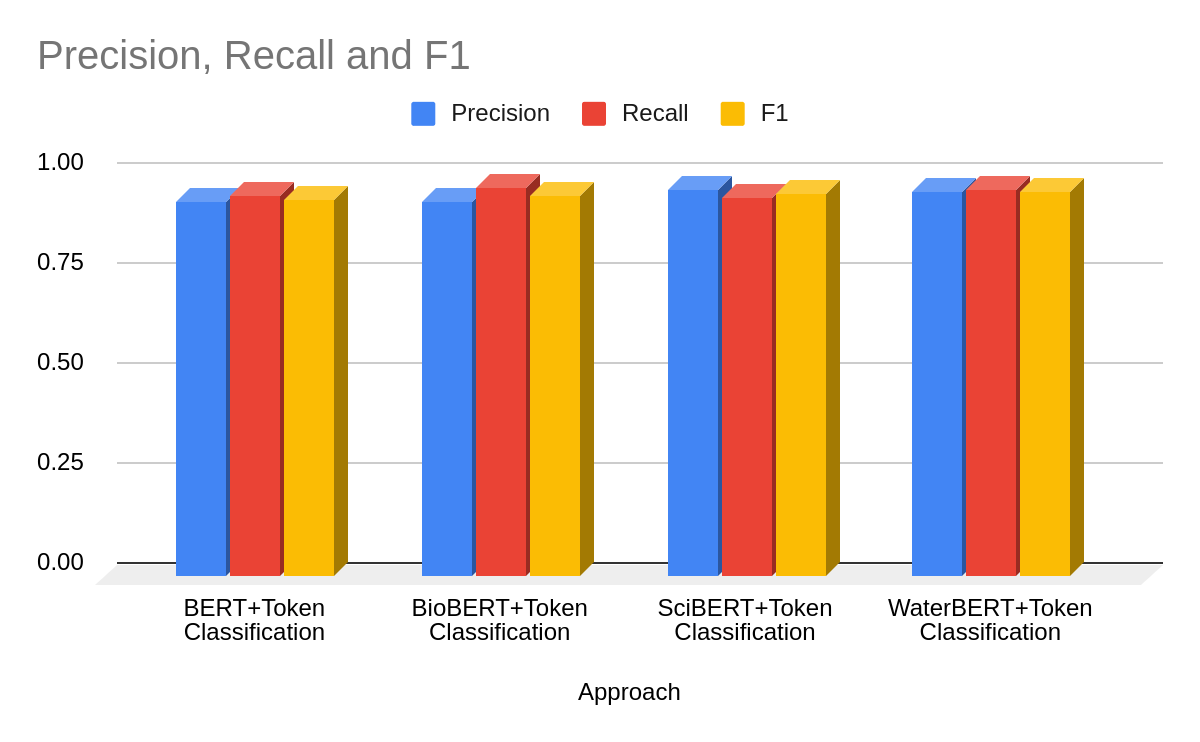 Precision, Recall and F1
Precision Recall F1
1.00
0.75
0.50
0.25
0.00
BERT+Token Classification
BioBERT+Token Classification
SciBERT+Token Classification
WaterBERT+Token Classification
Approach